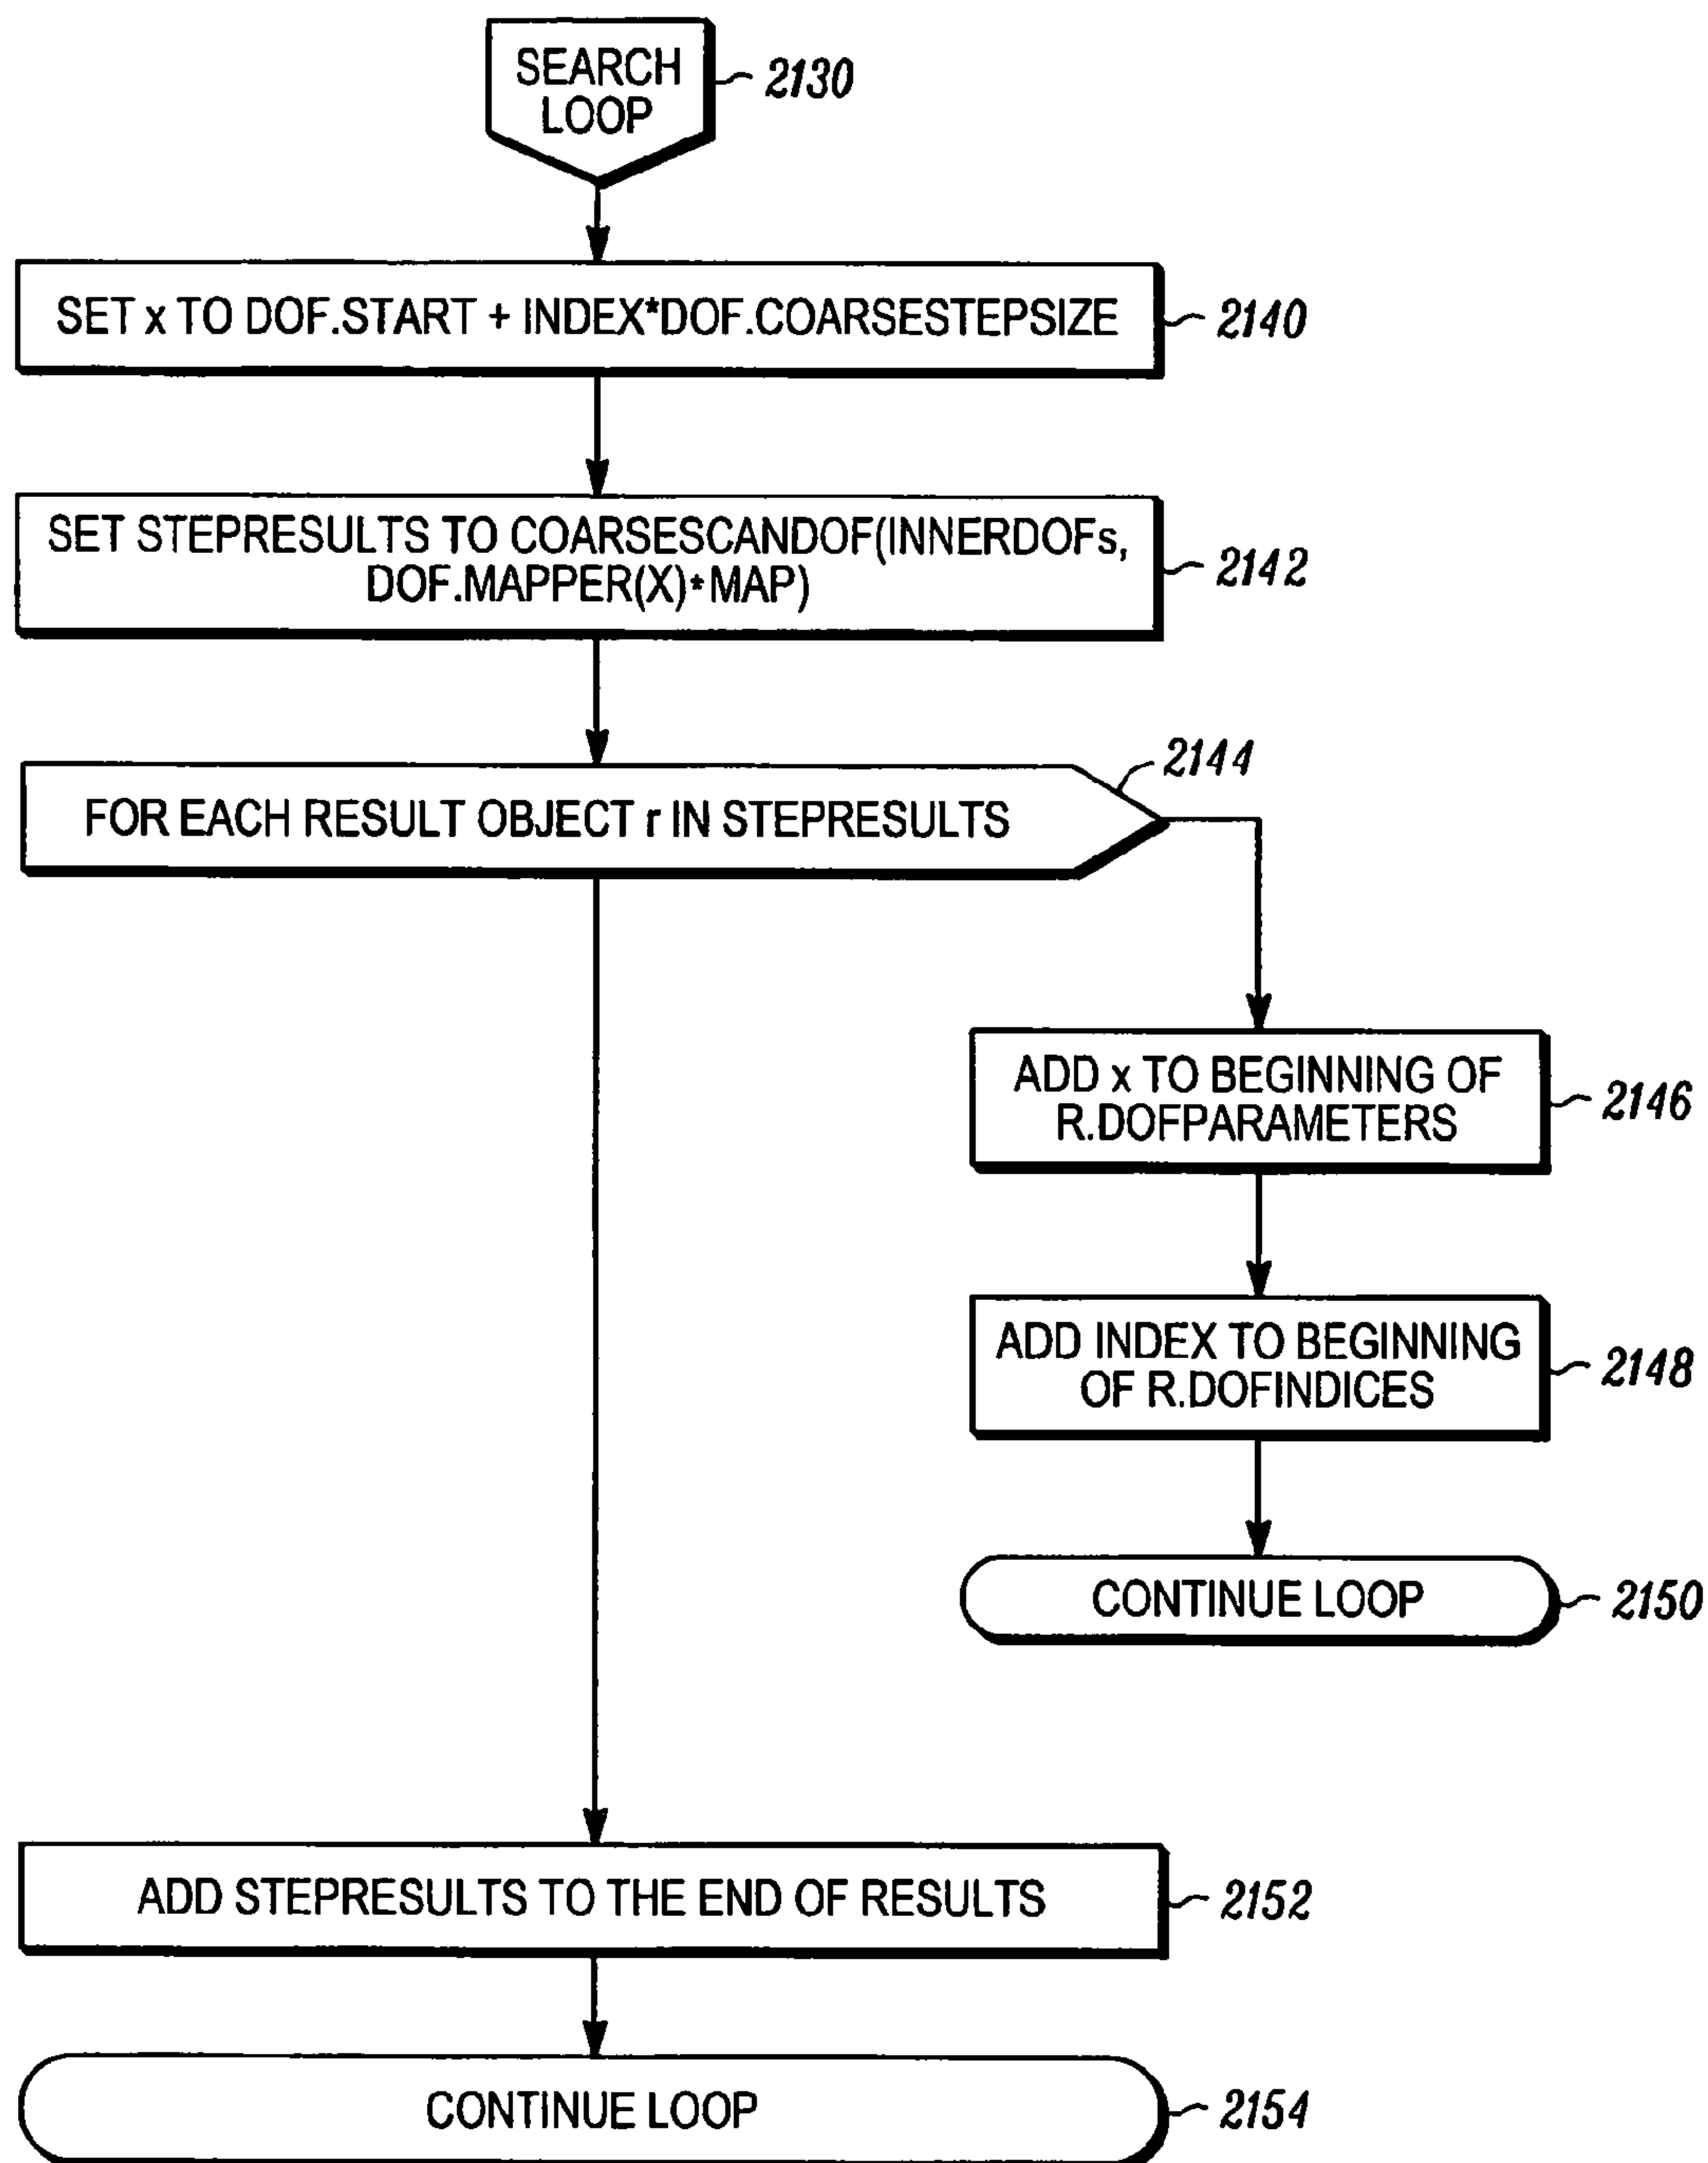 SEARCH
LOOP
2130
SET x TO DOF.START + INDEX*DOF.COARSESTEPSIZE
2140
SET STEPRESULTS TO COARSESCANDOF(INNERDOFs,
DOF.MAPPER(X)*MAP)
2142
2144
FOR EACH RESULT OBJECT r IN STEPRESULTS
ADD x TO BEGINNING OF
R.DOFPARAMETERS
2146
ADD INDEX TO BEGINNING
OF R.DOFINDICES
2148
CONTINUE LOOP
2150
ADD STEPRESULTS TO THE END OF RESULTS
2152
CONTINUE LOOP
2154